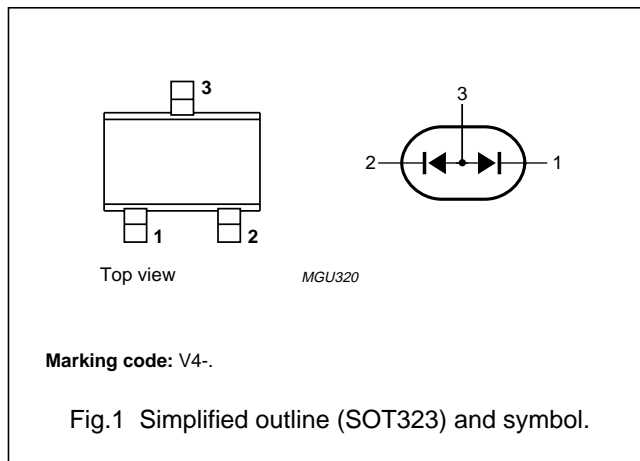 3
1
2
Top view
3
2
1
MGU320
Marking code: V4-.
Fig.1 Simplified outline (SOT323) and symbol.